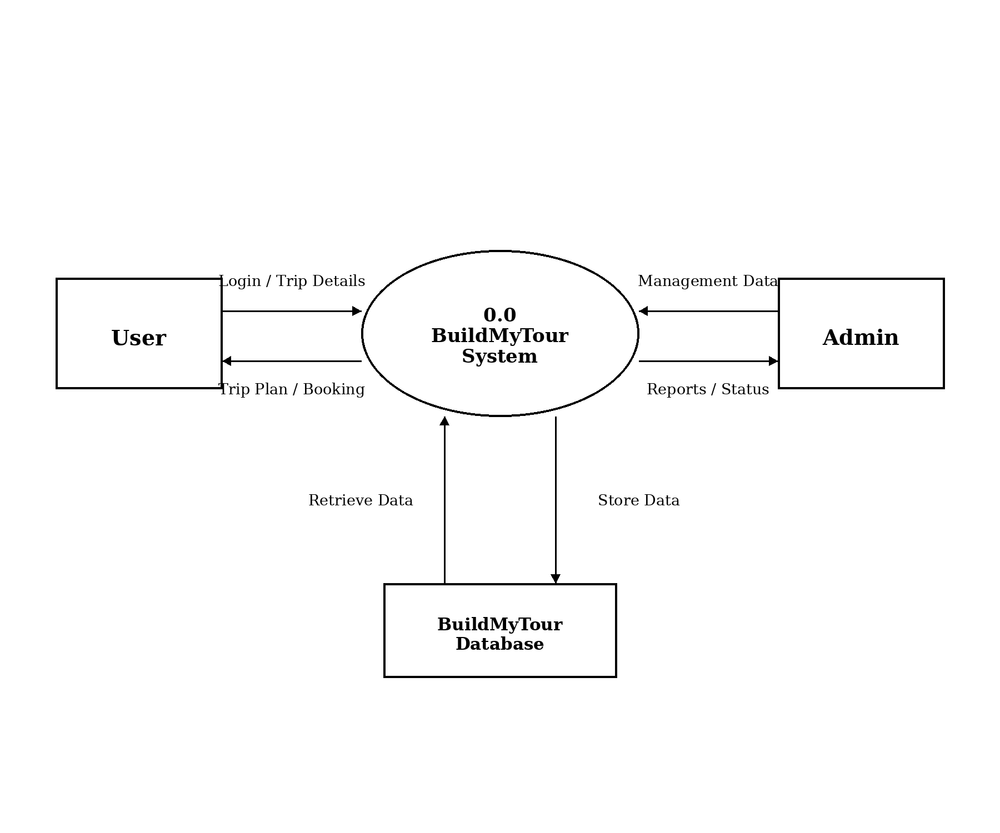 Login / Trip Details
Management Data
User
0.0
BuildMyTour
System
Admin
Trip Plan / Booking
Reports / Status
Retrieve Data
Store Data
BuildMyTour
Database